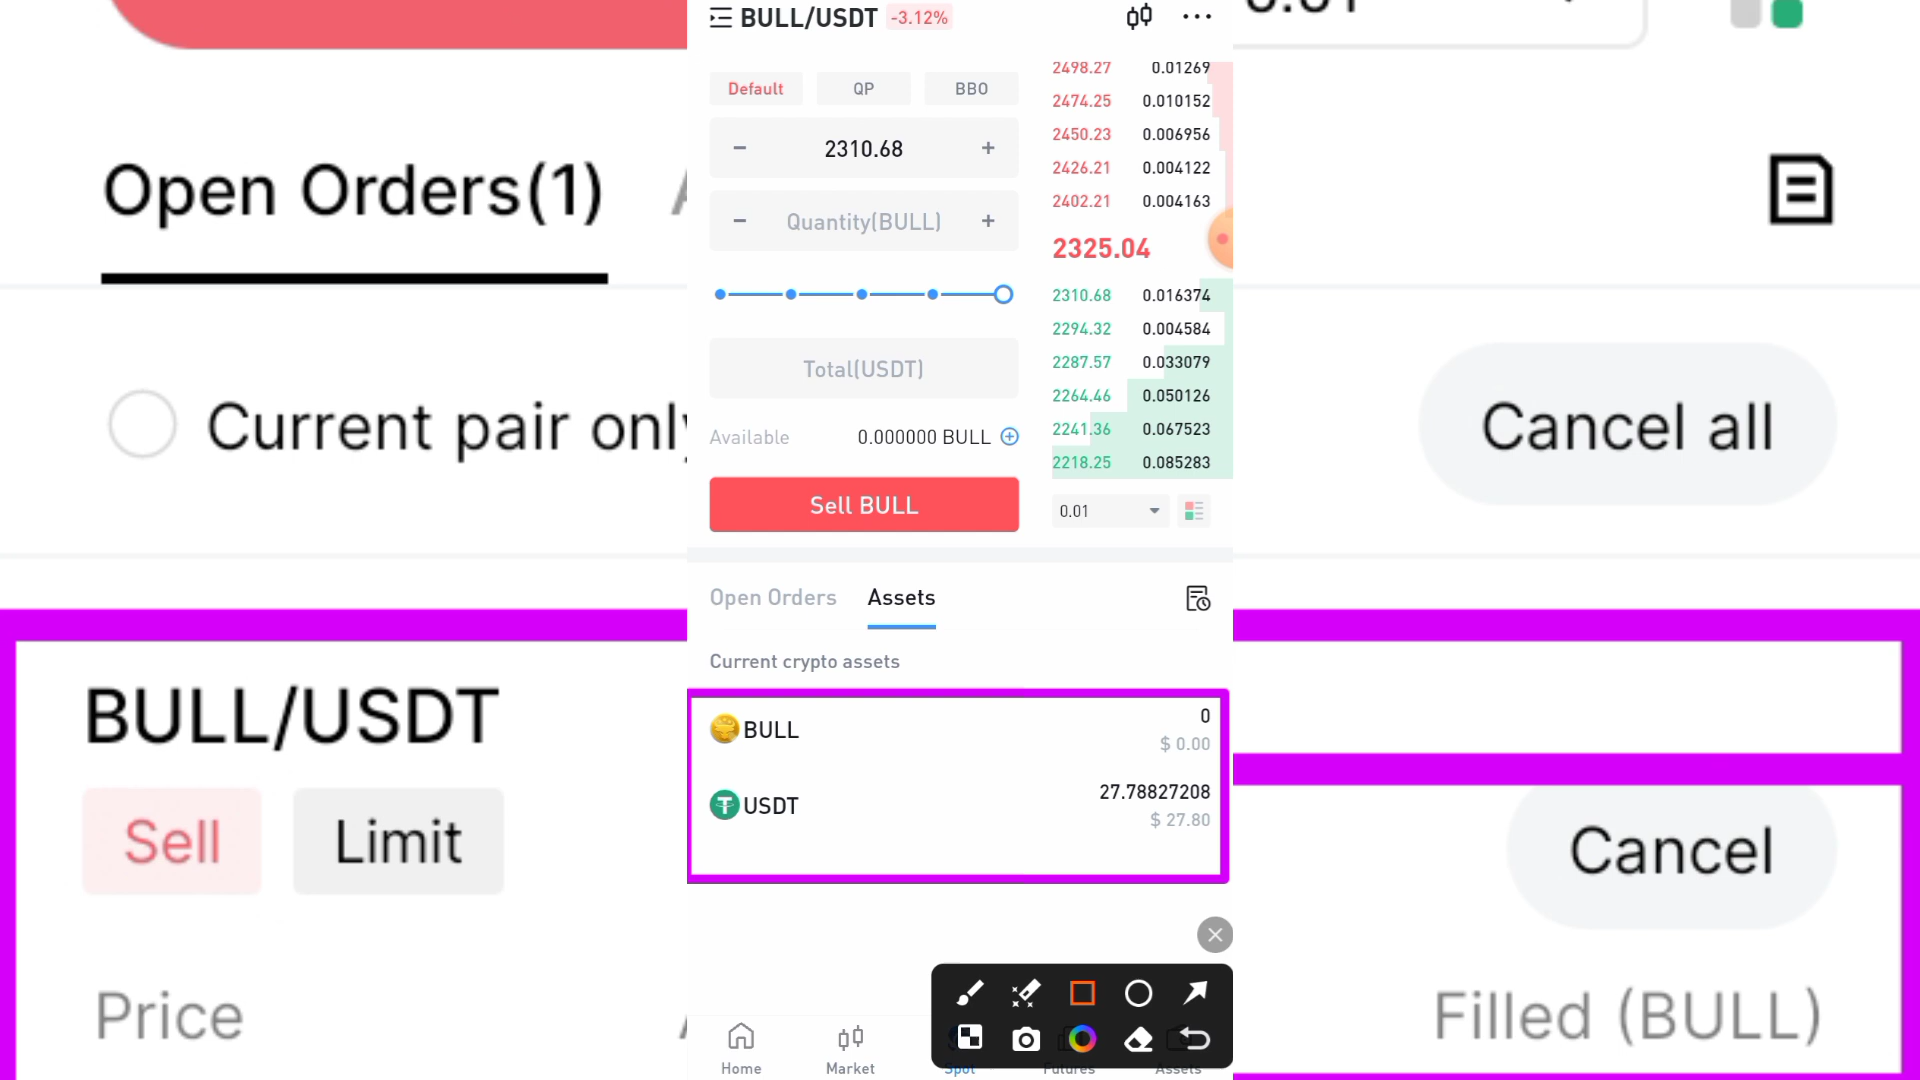 BULL/USDT -3.12%
Default QP BBO
2310.68
Quantity(BULL)
Total(USDT)
Available 0.000000 BULL
Sell BULL
2498.27 0.01269
2474.25 0.010152
2450.23 0.006956
2426.21 0.004122
2402.21 0.004163
2325.04
2310.68 0.016374
2294.32 0.004584
2287.57 0.033079
2264.46 0.050126
2241.36 0.067523
2218.25 0.085283
0.01
Open Orders Assets
Current crypto assets
BULL 0
$ 0.00
USDT 27.78827208
$ 27.80
Home Market Spot Futures Assets
Open Orders(1)
Current pair only
Cancel all
BULL/USDT
Sell Limit
Cancel
Price
Filled (BULL)